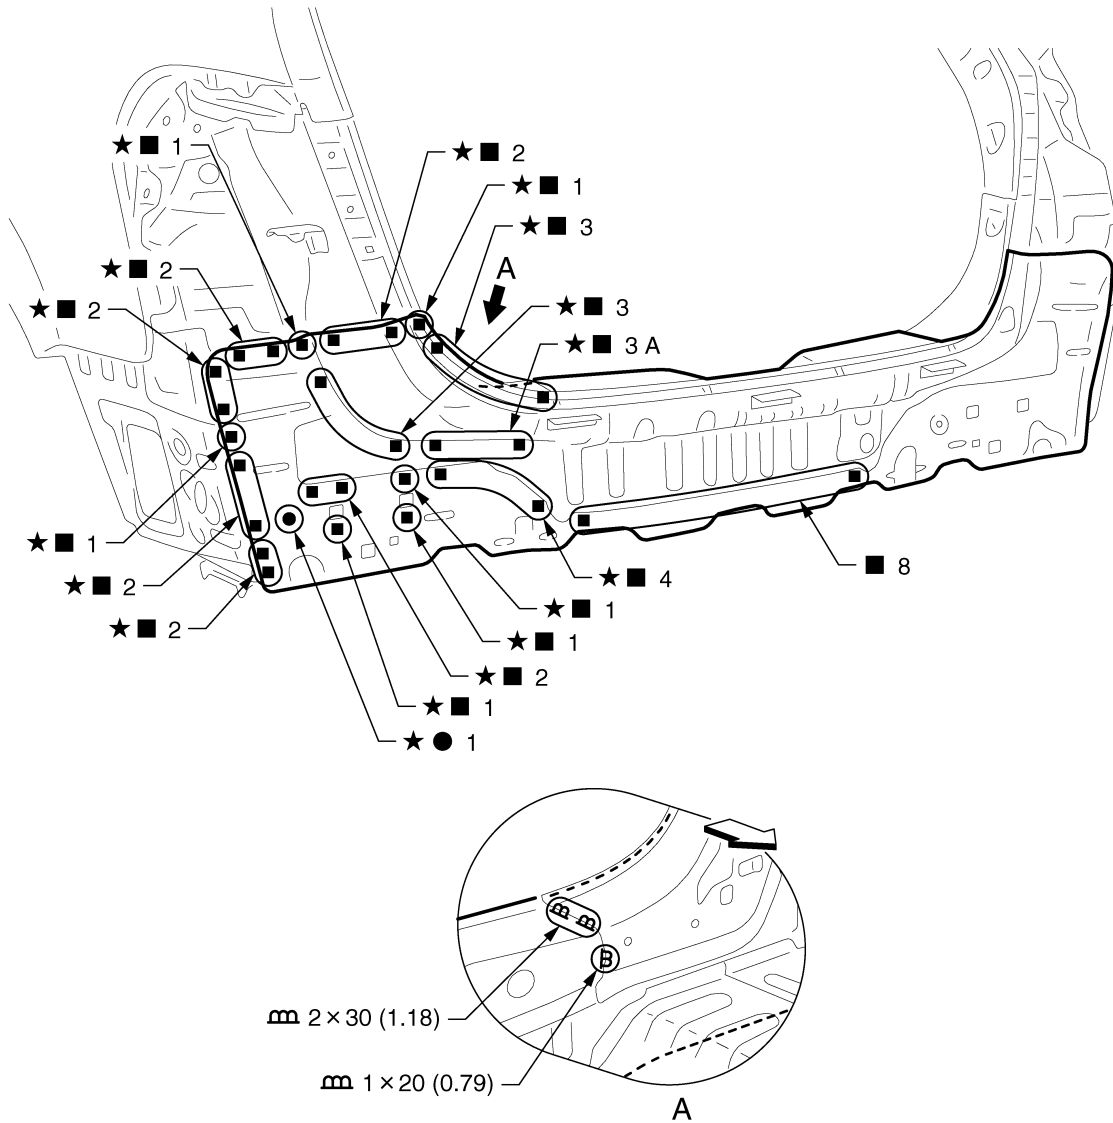 ★ ■ 1
★ ■ 2
★ ■ 1
★ ■ 3
A
★ ■ 2
★ ■ 2
★ ■ 3
★ ■ 3 A
★ ■ 1
★ ■ 2
★ ■ 2
■ 8
★ ■ 4
★ ■ 1
★ ■ 1
★ ■ 2
★ ■ 1
★ ● 1
2×30 (1.18)
1×20 (0.79)
A